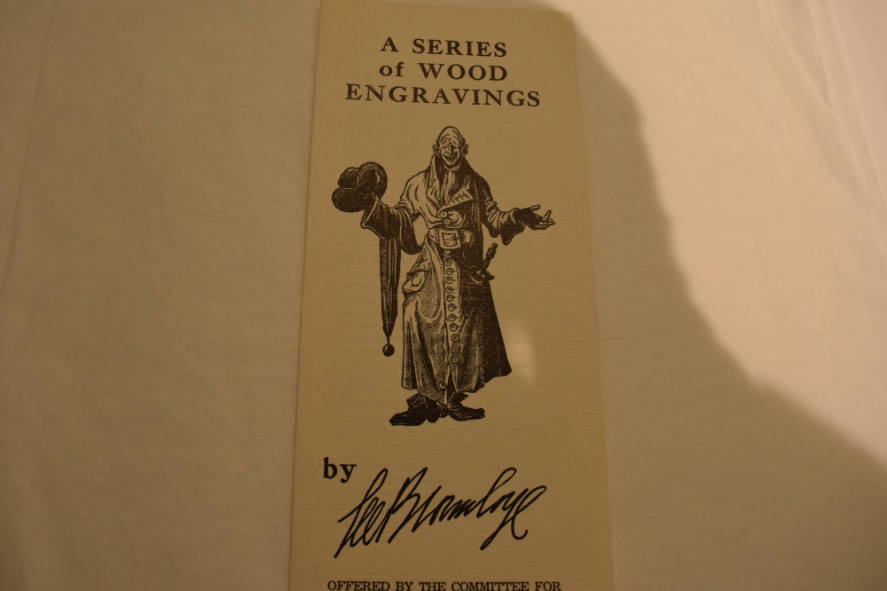 A SERIES
of WOOD
ENGRAVINGS
by
OFFERED BY THE COMMITTEE FOR